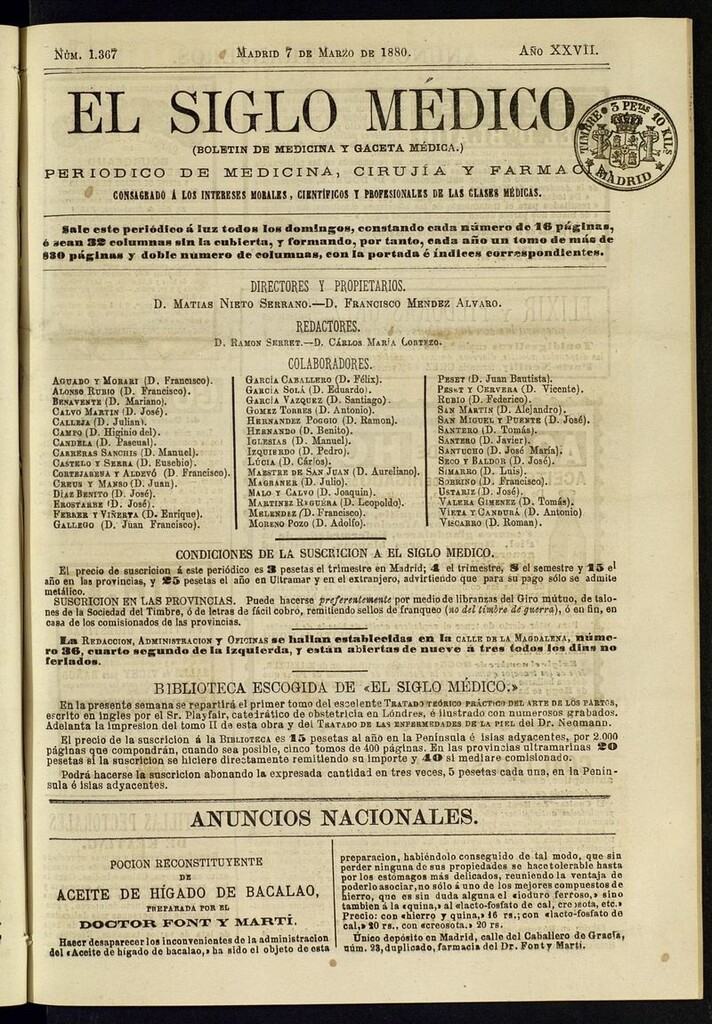 Núm. 1.367
Madrid 7 de Marzo de 1880.
Año XXVII.
EL SIGLO MÉDICO
(BOLETIN DE MEDICINA Y GACETA MÉDICA.)
PERIODICO DE MEDICINA, CIRUJÍA Y FARMAC
CONSAGRADO Á LOS INTERESES MORALES, CIENTÍFICOS Y PROFESIONALES DE LAS CLASES MÉDICAS.
TIMBRE 3 PETAS 10 KILS
MADRID
Sale este periódico á luz todos los domingos, constando cada número de 16 páginas,
ó sean 32 columnas sin la cubierta, y formando, por tanto, cada año un tomo de más de
830 páginas y doble numero de columnas, con la portada é índices correspondientes.
DIRECTORES Y PROPIETARIOS.
D. Matias Nieto Serrano.—D. Francisco Mendez Alvaro.
REDACTORES.
D. Ramon Serret.—D. Cárlos María Cortezo.
COLABORADORES.
Aguado y Morari (D. Francisco).
Alonso Rubio (D. Francisco).
Benavente (D. Mariano).
Calvo Martin (D. José).
Calleja (D. Julian).
Campo (D. Higinio del).
Candela (D. Pascual).
Carreras Sanchis (D. Manuel).
Castelo y Serra (D. Eusebio).
Cortejarena y Aldevó (D. Francisco).
Creus y Manso (D. Juan).
Diaz Benito (D. José).
Erostarbe (D. José).
Ferrer y Viñerta (D. Enrique).
Gallego (D. Juan Francisco).
García Caballero (D. Félix).
García Solá (D. Eduardo).
García Vazquez (D. Santiago).
Gomez Torres (D. Antonio).
Hernandez Poggio (D. Ramon).
Hernando (D. Benito).
Iglesias (D. Manuel).
Izquierdo (D. Pedro).
Lúcia (D. Cárlos).
Maestre de San Juan (D. Aureliano).
Magraner (D. Julio).
Malo y Calvo (D. Joaquin).
Martinez Reguera (D. Leopoldo).
Melendez (D. Francisco).
Moreno Pozo (D. Adolfo).
Peset (D. Juan Bautista).
Peset y Cervera (D. Vicente).
Rubio (D. Federico).
San Martin (D. Alejandro).
San Miguel y Puente (D. José).
Santero (D. Tomás).
Santero (D. Javier).
Santucho (D. José María).
Seco y Baldor (D. José).
Simarro (D. Luis).
Sobrino (D. Francisco).
Ustariz (D. José).
Valera Gimenez (D. Tomás).
Vieta y Candurá (D. Antonio)
Viscarro (D. Roman).
CONDICIONES DE LA SUSCRICION A EL SIGLO MEDICO.
El precio de suscricion á este periódico es 3 pesetas el trimestre en Madrid; 4 el trimestre, 8 el semestre y 15 el
año en las provincias, y 25 pesetas el año en Ultramar y en el extranjero, advirtiendo que para su pago sólo se admite
metálico.
SUSCRICION EN LAS PROVINCIAS. Puede hacerse preferentemente por medio de libranzas del Giro mútuo, de talo-
nes de la Sociedad del Timbre, ó de letras de fácil cobro, remitiendo sellos de franqueo (no del timbre de guerra), ó en fin, en
casa de los comisionados de las provincias.
La Redaccion, Administracion y Oficinas se hallan establecidas en la calle de la Magdalena, núme-
ro 36, cuarto segundo de la izquierda, y están abiertas de nueve á tres todos los días no
feriados.
BIBLIOTECA ESCOGIDA DE «EL SIGLO MÉDICO.»
En la presente semana se repartirá el primer tomo del escelente Tratado teórico práctico del arte de los partos,
escrito en ingles por el Sr. Playfair, catedrático de obstetricia en Lóndres, é ilustrado con numerosos grabados.
Adelanta la impresion del tomo II de esta obra y del Tratado de las enfermedades de la piel del Dr. Neumann.
El precio de la suscricion á la Biblioteca es 15 pesetas al año en la Península é islas adyacentes, por 2.000
páginas que compondrán, cuando sea posible, cinco tomos de 400 páginas. En las provincias ultramarinas 20
pesetas si la suscricion se hiciere directamente remitiendo su importe y 40 si mediare comisionado.
Podrá hacerse la suscricion abonando la expresada cantidad en tres veces, 5 pesetas cada una, en la Penín-
sula é islas adyacentes.
ANUNCIOS NACIONALES.
POCION RECONSTITUYENTE
DE
ACEITE DE HÍGADO DE BACALAO,
PREPARADA POR EL
DOCTOR FONT Y MARTÍ.
Hacer desaparecer los inconvenientes de la administracion
del «Aceite de hígado de bacalao,» ha sido el objeto de esta
preparacion, habiéndolo conseguido de tal modo, que sin
perder ninguna de sus propiedades se hace tolerable hasta
por los estómagos más delicados, reuniendo la ventaja de
poderlo asociar, no sólo á uno de los mejores compuestos de
hierro, que es sin duda alguna el «ioduro ferroso,» sino
tambien á la «quina,» al «lacto-fosfato de cal, creosota, etc.»
Precio: con «hierro y quina,» 16 rs.; con «lacto-fosfato de
cal,» 20 rs., con «creosota.» 20 rs.
Único depósito en Madrid, calle del Caballero de Gracia,
núm. 23, duplicado, farmacia del Dr. Font y Martí.